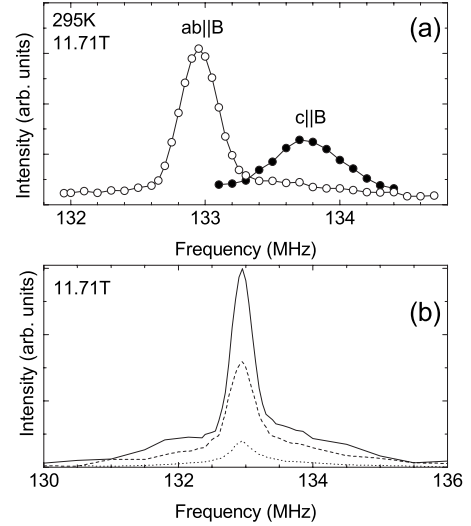 295K
11.71T
ab||B
(a)
c||B
Intensity (arb. units)
132 133 134
Frequency (MHz)
11.71T
(b)
Intensity (arb. units)
130 132 134 136
Frequency (MHz)